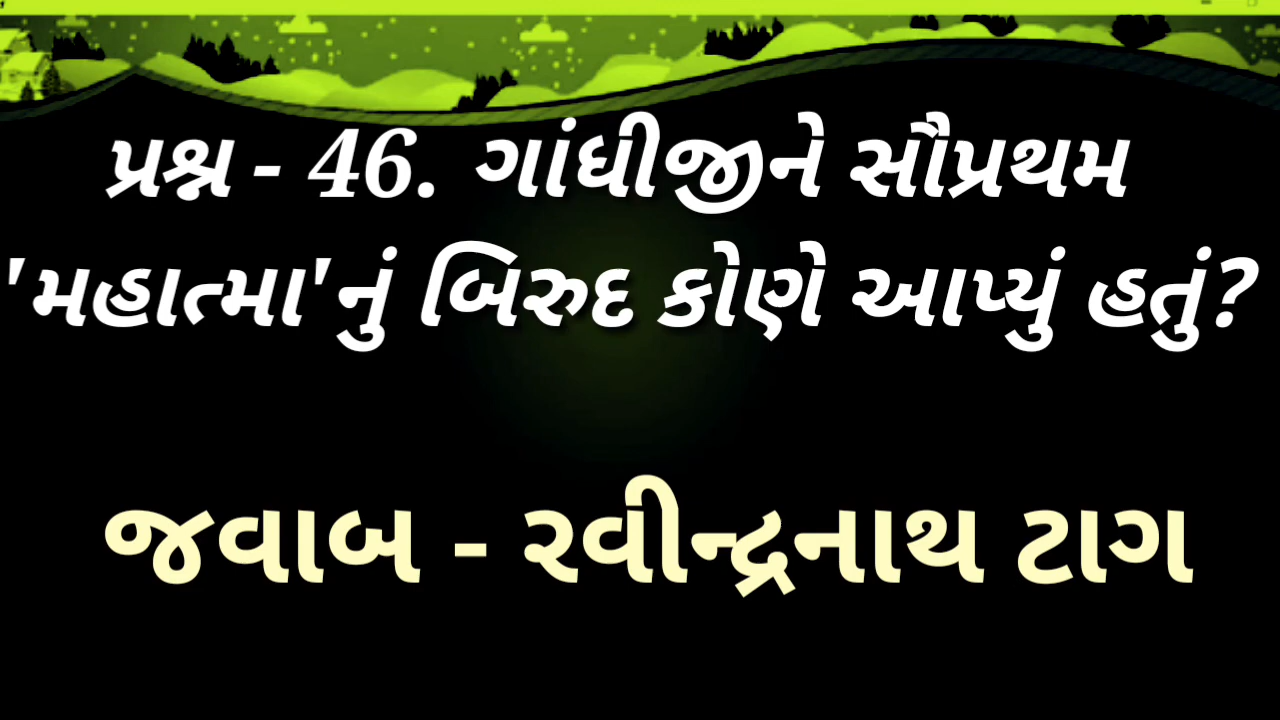 પ્રશ્ન - 46. ગાંધીજીને સૌપ્રથમ
'મહાત્મા'નું બિરુદ કોણે આપ્યું હતું?
જવાબ - રવીન્દ્રનાથ ટાગ